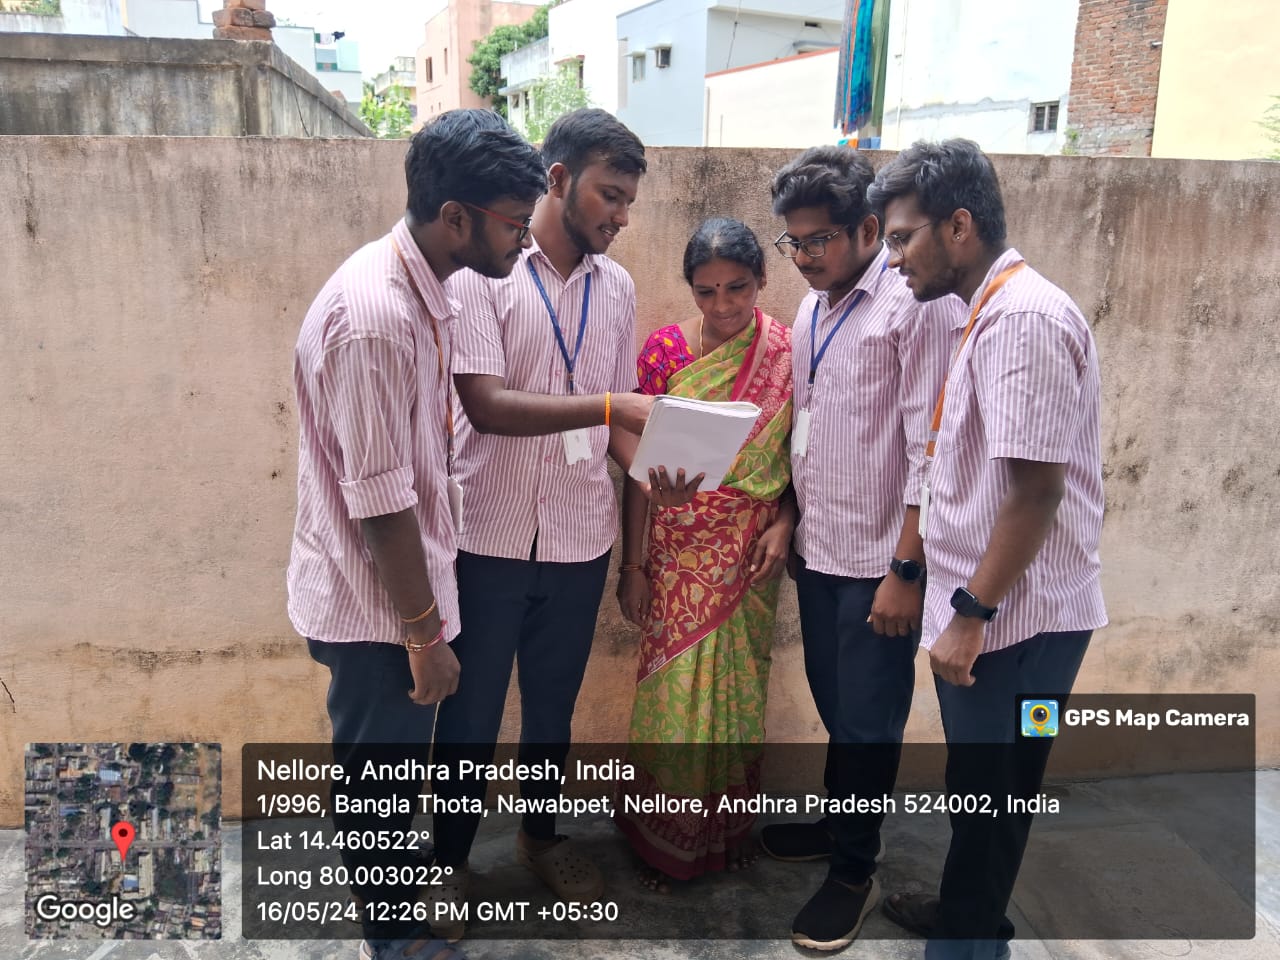 GPS Map Camera
Nellore, Andhra Pradesh, India
1/996, Bangla Thota, Nawabpet, Nellore, Andhra Pradesh 524002, India
Lat 14.460522°
Long 80.003022°
16/05/24 12:26 PM GMT +05:30
Google